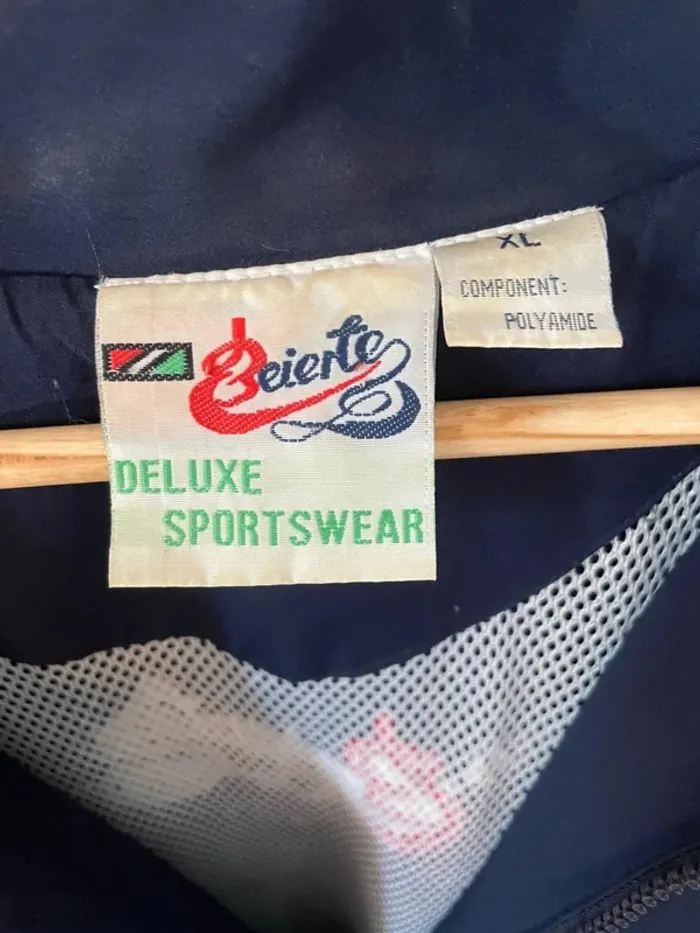 Beierte
DELUXE
SPORTSWEAR
XL
COMPONENT:
POLYAMIDE